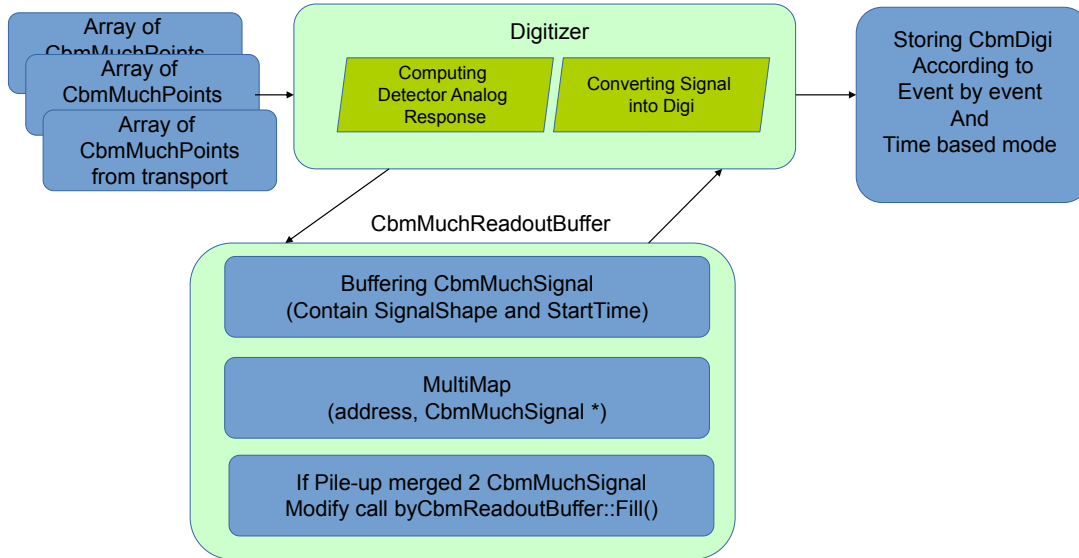 Array of
CbmMuchPoints
Array of
CbmMuchPoints
Array of
CbmMuchPoints
from transport
Digitizer
Computing
Detector Analog
Response
Converting Signal
into Digi
Storing CbmDigi
According to
Event by event
And
Time based mode
CbmMuchReadoutBuffer
Buffering CbmMuchSignal
(Contain SignalShape and StartTime)
MultiMap
(address, CbmMuchSignal *)
If Pile-up merged 2 CbmMuchSignal
Modify call byCbmReadoutBuffer::Fill()